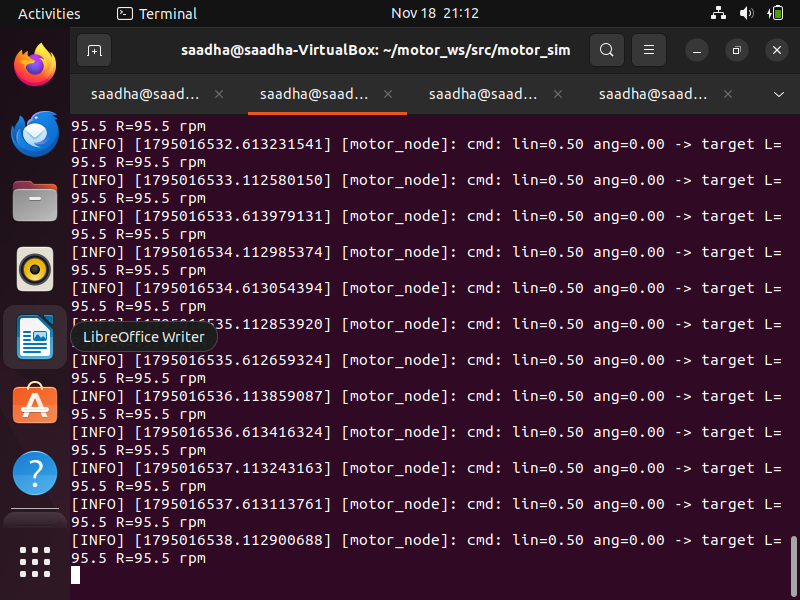 Activities
Terminal
Nov 18 21:12
saadha@saadha-VirtualBox: ~/motor_ws/src/motor_sim
saadha@saad...
saadha@saad...
saadha@saad...
saadha@saad...
95.5 R=95.5 rpm
[INFO] [1795016532.613231541] [motor_node]: cmd: lin=0.50 ang=0.00 -> target L=
95.5 R=95.5 rpm
[INFO] [1795016533.112580150] [motor_node]: cmd: lin=0.50 ang=0.00 -> target L=
95.5 R=95.5 rpm
[INFO] [1795016533.613979131] [motor_node]: cmd: lin=0.50 ang=0.00 -> target L=
95.5 R=95.5 rpm
[INFO] [1795016534.112985374] [motor_node]: cmd: lin=0.50 ang=0.00 -> target L=
95.5 R=95.5 rpm
[INFO] [1795016534.613054394] [motor_node]: cmd: lin=0.50 ang=0.00 -> target L=
95.5 R=95.5 rpm
535.112853920] [motor_node]: cmd: lin=0.50 ang=0.00 -> target L=
LibreOffice Writer
[INFO] [1795016535.612659324] [motor_node]: cmd: lin=0.50 ang=0.00 -> target L=
95.5 R=95.5 rpm
[INFO] [1795016536.113859087] [motor_node]: cmd: lin=0.50 ang=0.00 -> target L=
95.5 R=95.5 rpm
[INFO] [1795016536.613416324] [motor_node]: cmd: lin=0.50 ang=0.00 -> target L=
95.5 R=95.5 rpm
[INFO] [1795016537.113243163] [motor_node]: cmd: lin=0.50 ang=0.00 -> target L=
95.5 R=95.5 rpm
[INFO] [1795016537.613113761] [motor_node]: cmd: lin=0.50 ang=0.00 -> target L=
95.5 R=95.5 rpm
[INFO] [1795016538.112900688] [motor_node]: cmd: lin=0.50 ang=0.00 -> target L=
95.5 R=95.5 rpm